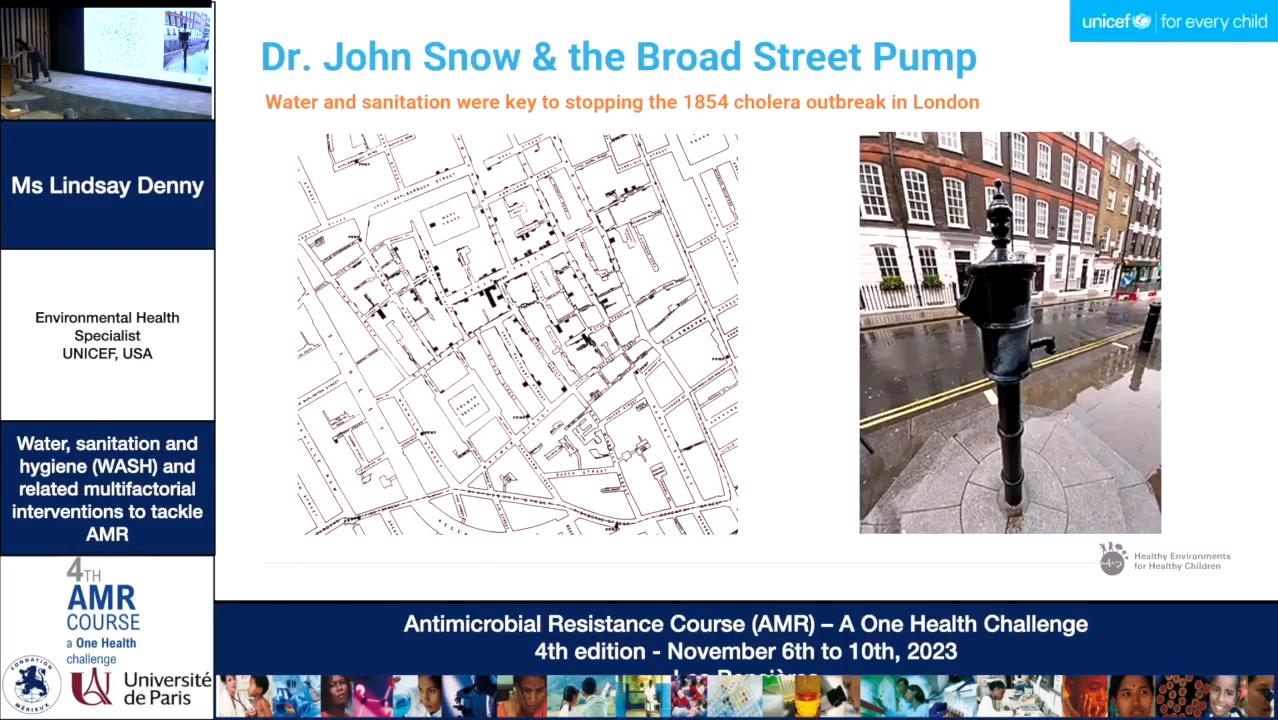 unicef for every child
Dr. John Snow & the Broad Street Pump
Water and sanitation were key to stopping the 1854 cholera outbreak in London
Ms Lindsay Denny
Environmental Health
Specialist
UNICEF, USA
Water, sanitation and
hygiene (WASH) and
related multifactorial
interventions to tackle
AMR
4TH
AMR
COURSE
a One Health
challenge
FONDATION
MÉRIEUX
Université
de Paris
Healthy Environments
for Healthy Children
Antimicrobial Resistance Course (AMR) – A One Health Challenge
4th edition - November 6th to 10th, 2023